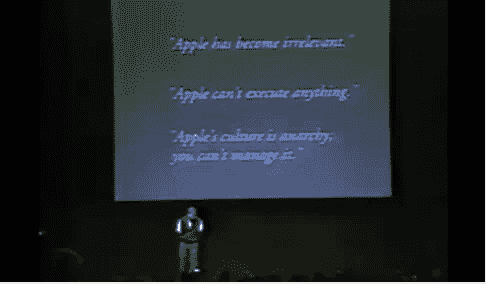 "Apple has become irrelevant."
"Apple can't execute anything."
"Apple's culture is anarchy;
you can't manage it."